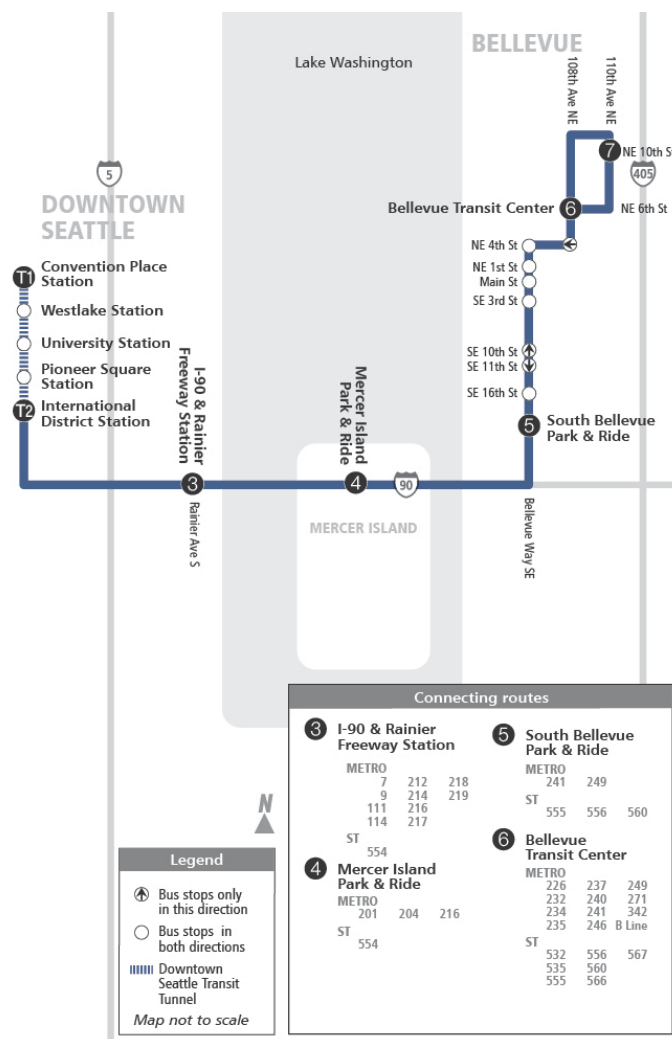 BELLEVUE
Lake Washington
108th Ave NE
110th Ave NE
7
NE 10th St
5
405
DOWNTOWN
SEATTLE
Bellevue Transit Center
6
NE 6th St
NE 4th St
T1
Convention Place
Station
NE 1st St
Main St
SE 3rd St
Westlake Station
University Station
SE 10th St
SE 11th St
Pioneer Square
Station
SE 16th St
T2
International
District Station
I-90 & Rainier
Freeway Station
Mercer Island
Park & Ride
5
South Bellevue
Park & Ride
3
4
90
Rainier Ave S
MERCER ISLAND
Bellevue Way SE
Connecting routes
3
I-90 & Rainier
Freeway Station
METRO
7 212 218
9 214 219
111 216
114 217
ST
554
4
Mercer Island
Park & Ride
METRO
201 204 216
ST
554
5
South Bellevue
Park & Ride
METRO
241 249
ST
555 556 560
6
Bellevue
Transit Center
METRO
226 237 249
232 240 271
234 241 342
235 246 B Line
ST
532 556 567
535 560
555 566
N
Legend
Bus stops only
in this direction
Bus stops in
both directions
Downtown
Seattle Transit
Tunnel
Map not to scale